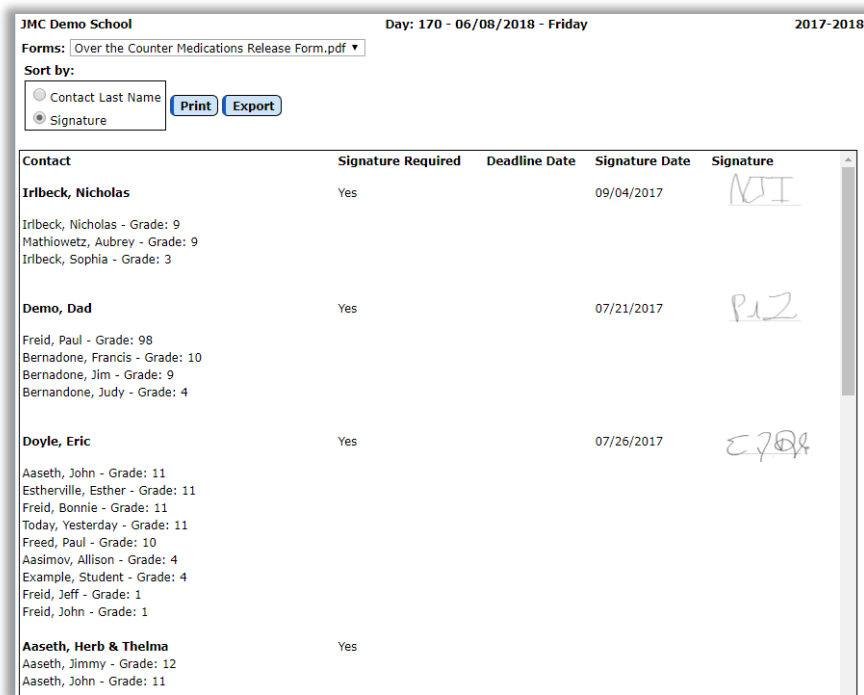 JMC Demo School Day: 170 - 06/08/2018 - Friday 2017-2018
Forms: Over the Counter Medications Release Form.pdf
Sort by:
Contact Last Name
Signature
Print Export
Contact Signature Required Deadline Date Signature Date Signature
Irlbeck, Nicholas Yes 09/04/2017 NJI
Irlbeck, Nicholas - Grade: 9
Mathiowetz, Aubrey - Grade: 9
Irlbeck, Sophia - Grade: 3
Demo, Dad Yes 07/21/2017
Freid, Paul - Grade: 98
Bernadone, Francis - Grade: 10
Bernadone, Jim - Grade: 9
Bernandone, Judy - Grade: 4
Doyle, Eric Yes 07/26/2017
Aaseth, John - Grade: 11
Estherville, Esther - Grade: 11
Freid, Bonnie - Grade: 11
Today, Yesterday - Grade: 11
Freed, Paul - Grade: 10
Aasimov, Allison - Grade: 4
Example, Student - Grade: 4
Freid, Jeff - Grade: 1
Freid, John - Grade: 1
Aaseth, Herb & Thelma Yes
Aaseth, Jimmy - Grade: 12
Aaseth, John - Grade: 11